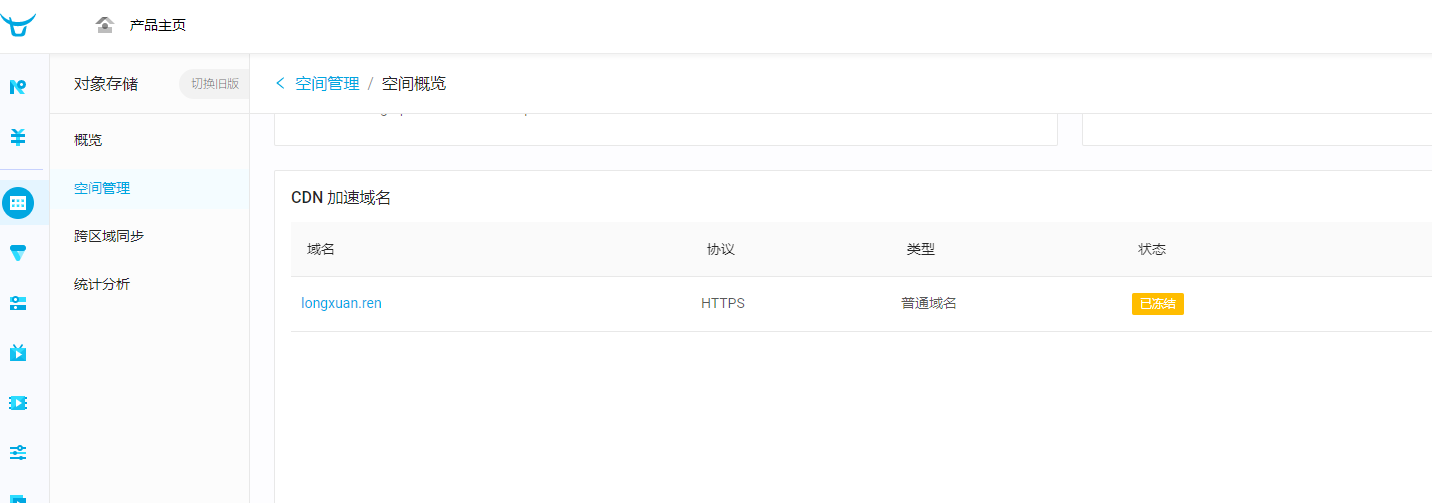 产品主页
对象存储
切换旧版
空间管理 / 空间概览
概览
空间管理
跨区域同步
统计分析
CDN 加速域名
域名 协议 类型 状态
longxuan.ren HTTPS 普通域名 已冻结